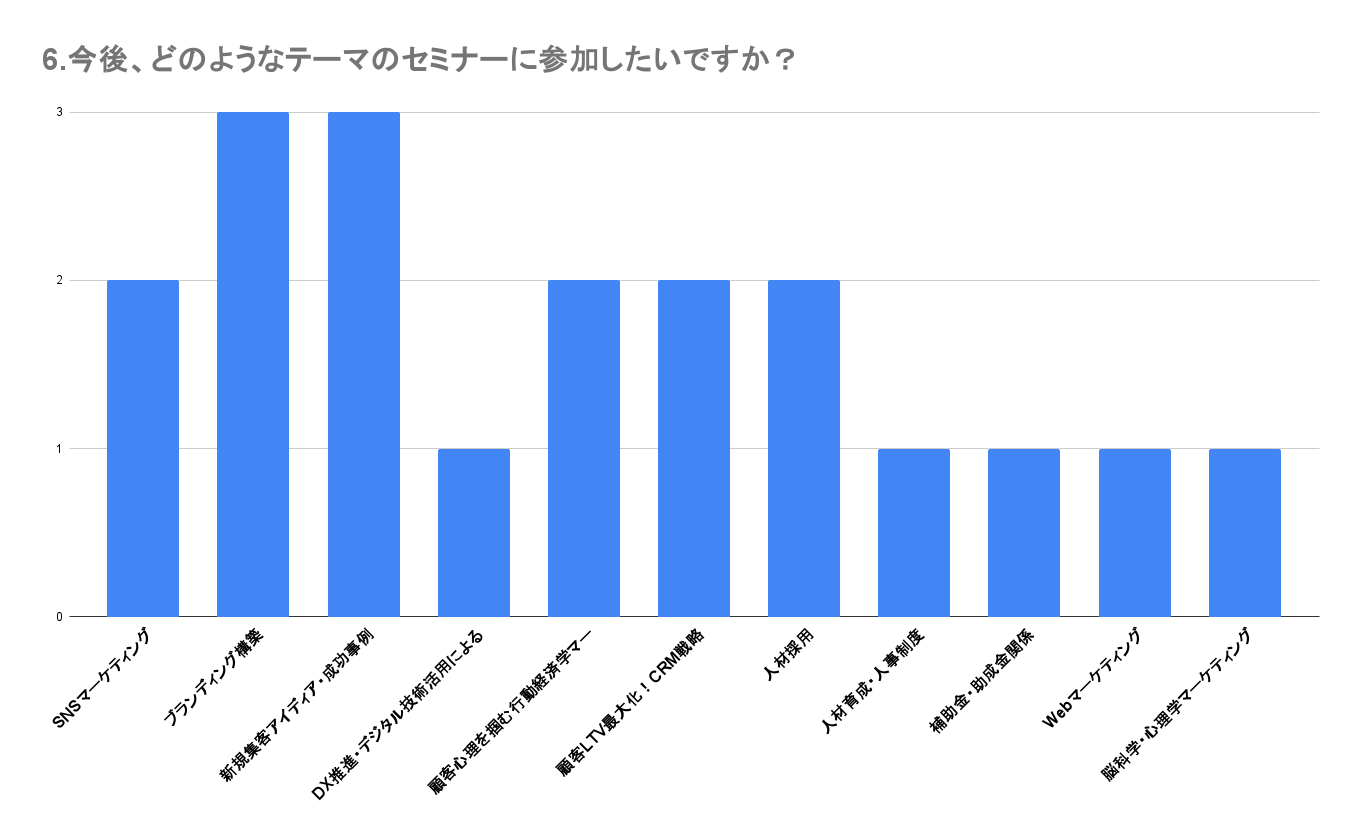 6.今後、どのようなテーマのセミナーに参加したいですか？
3
2
1
0
SNSマーケティング
ブランディング構築
新規集客アイディア・成功事例
DX推進・デジタル技術活用による
顧客心理を掴む行動経済学マー
顧客LTV最大化！CRM戦略
人材採用
人材育成・人事制度
補助金・助成金関係
Webマーケティング
脳科学・心理学マーケティング